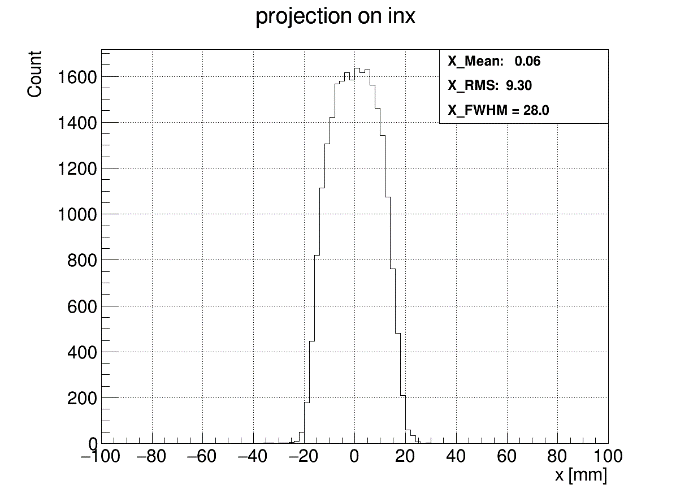 projection on inx
Count
X_Mean: 0.06
X_RMS: 9.30
X_FWHM = 28.0
1600
1400
1200
1000
800
600
400
200
0
−100 −80 −60 −40 −20 0 20 40 60 80 100
x [mm]